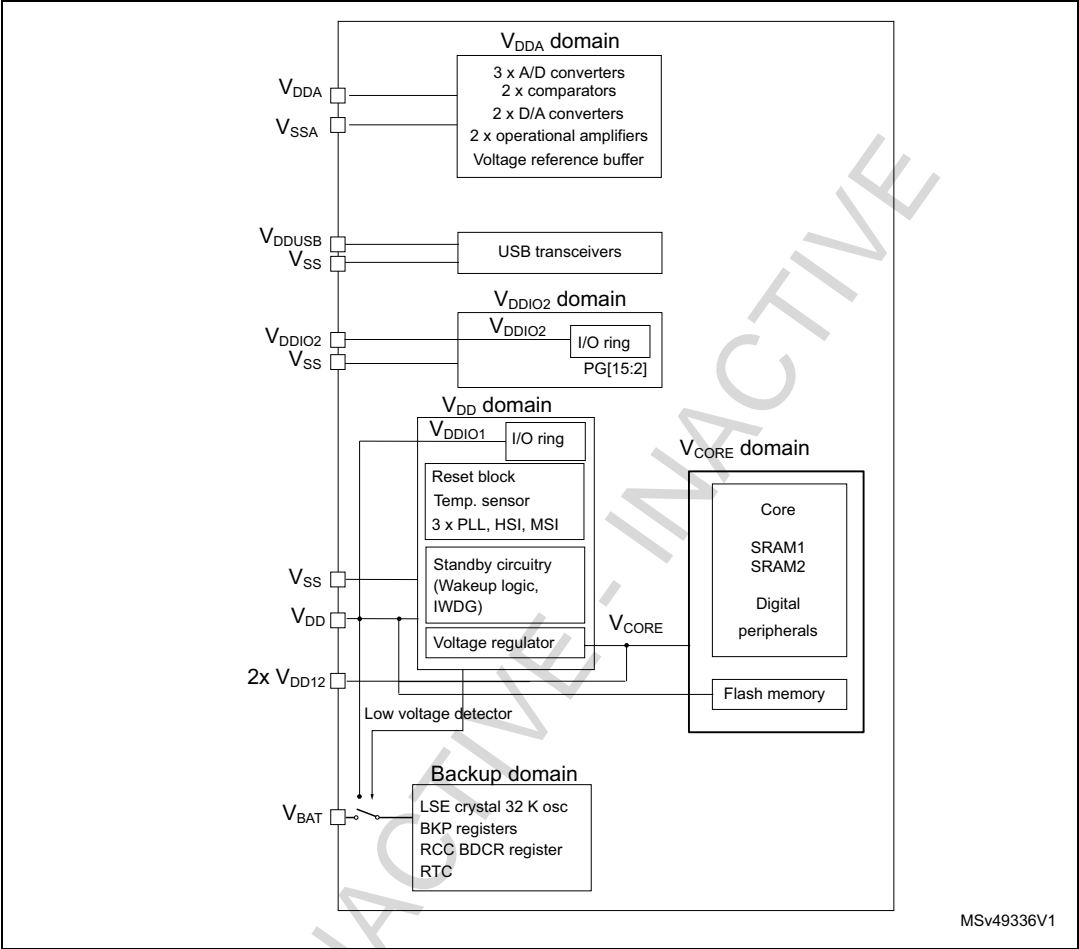 VDDA domain
VDDA
VSSA
3 x A/D converters
2 x comparators
2 x D/A converters
2 x operational amplifiers
Voltage reference buffer
VDDUSB
VSS
USB transceivers
VDDIO2 domain
VDDIO2
VSS
VDDIO2
I/O ring
PG[15:2]
VDD domain
VDDIO1
I/O ring
Reset block
Temp. sensor
3 x PLL, HSI, MSI
VSS
VDD
Standby circuitry
(Wakeup logic,
IWDG)
Voltage regulator
VCORE
2x VDD12
VCORE domain
Core
SRAM1
SRAM2
Digital
peripherals
Flash memory
Low voltage detector
Backup domain
VBAT
LSE crystal 32 K osc
BKP registers
RCC BDCR register
RTC
MSv49336V1
ACTIVE - INACTIVE